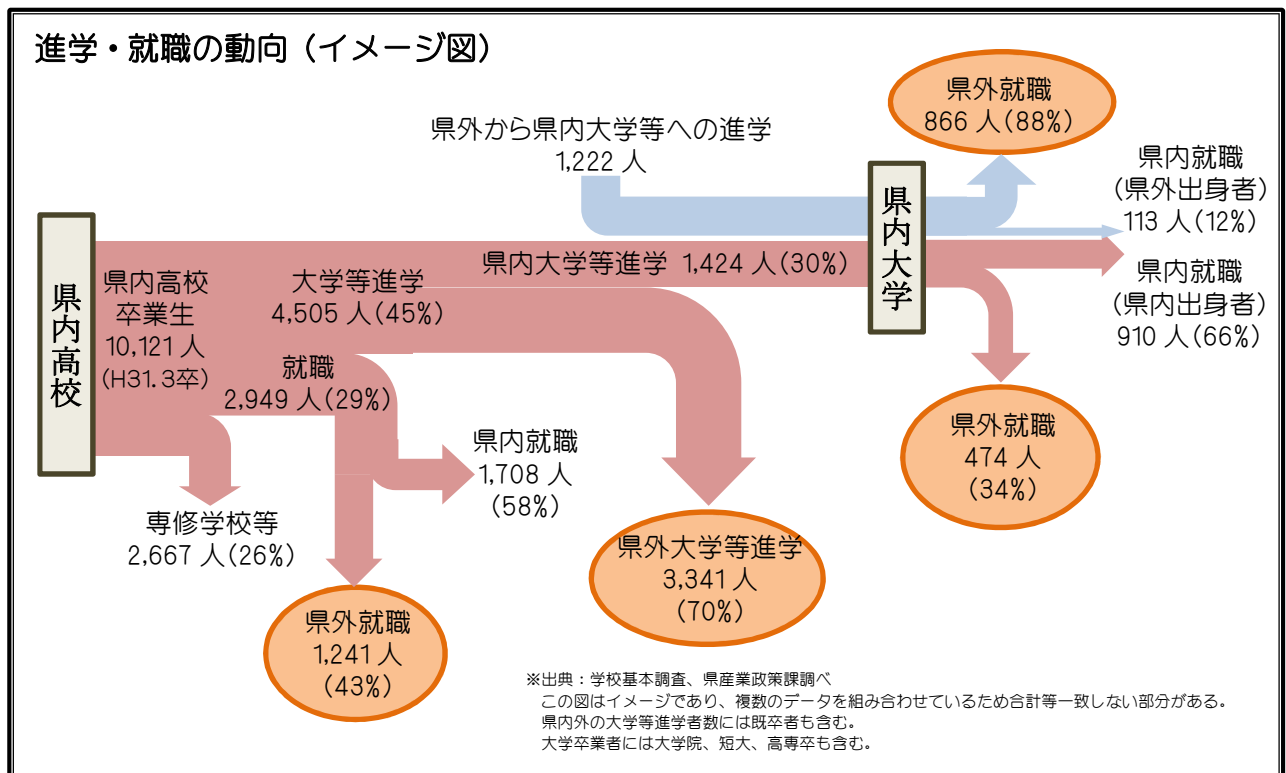 進学・就職の動向（イメージ図）
県外就職
866 人(88%)
県外から県内大学等への進学
1,222 人
県内就職
(県外出身者)
113 人(12%)
県内大学
県内大学等進学 1,424 人(30%)
県内就職
(県内出身者)
910 人(66%)
県内高校
県内高校
卒業生
10,121 人
(H31.3卒)
大学等進学
4,505 人(45%)
就職
2,949 人(29%)
県外就職
474 人
(34%)
県内就職
1,708 人
(58%)
専修学校等
2,667 人(26%)
県外大学等進学
3,341 人
(70%)
県外就職
1,241 人
(43%)
※出典：学校基本調査、県産業政策課調べ
この図はイメージであり、複数のデータを組み合わせているため合計等一致しない部分がある。
県内外の大学等進学者数には既卒者も含む。
大学卒業者には大学院、短大、高専卒も含む。